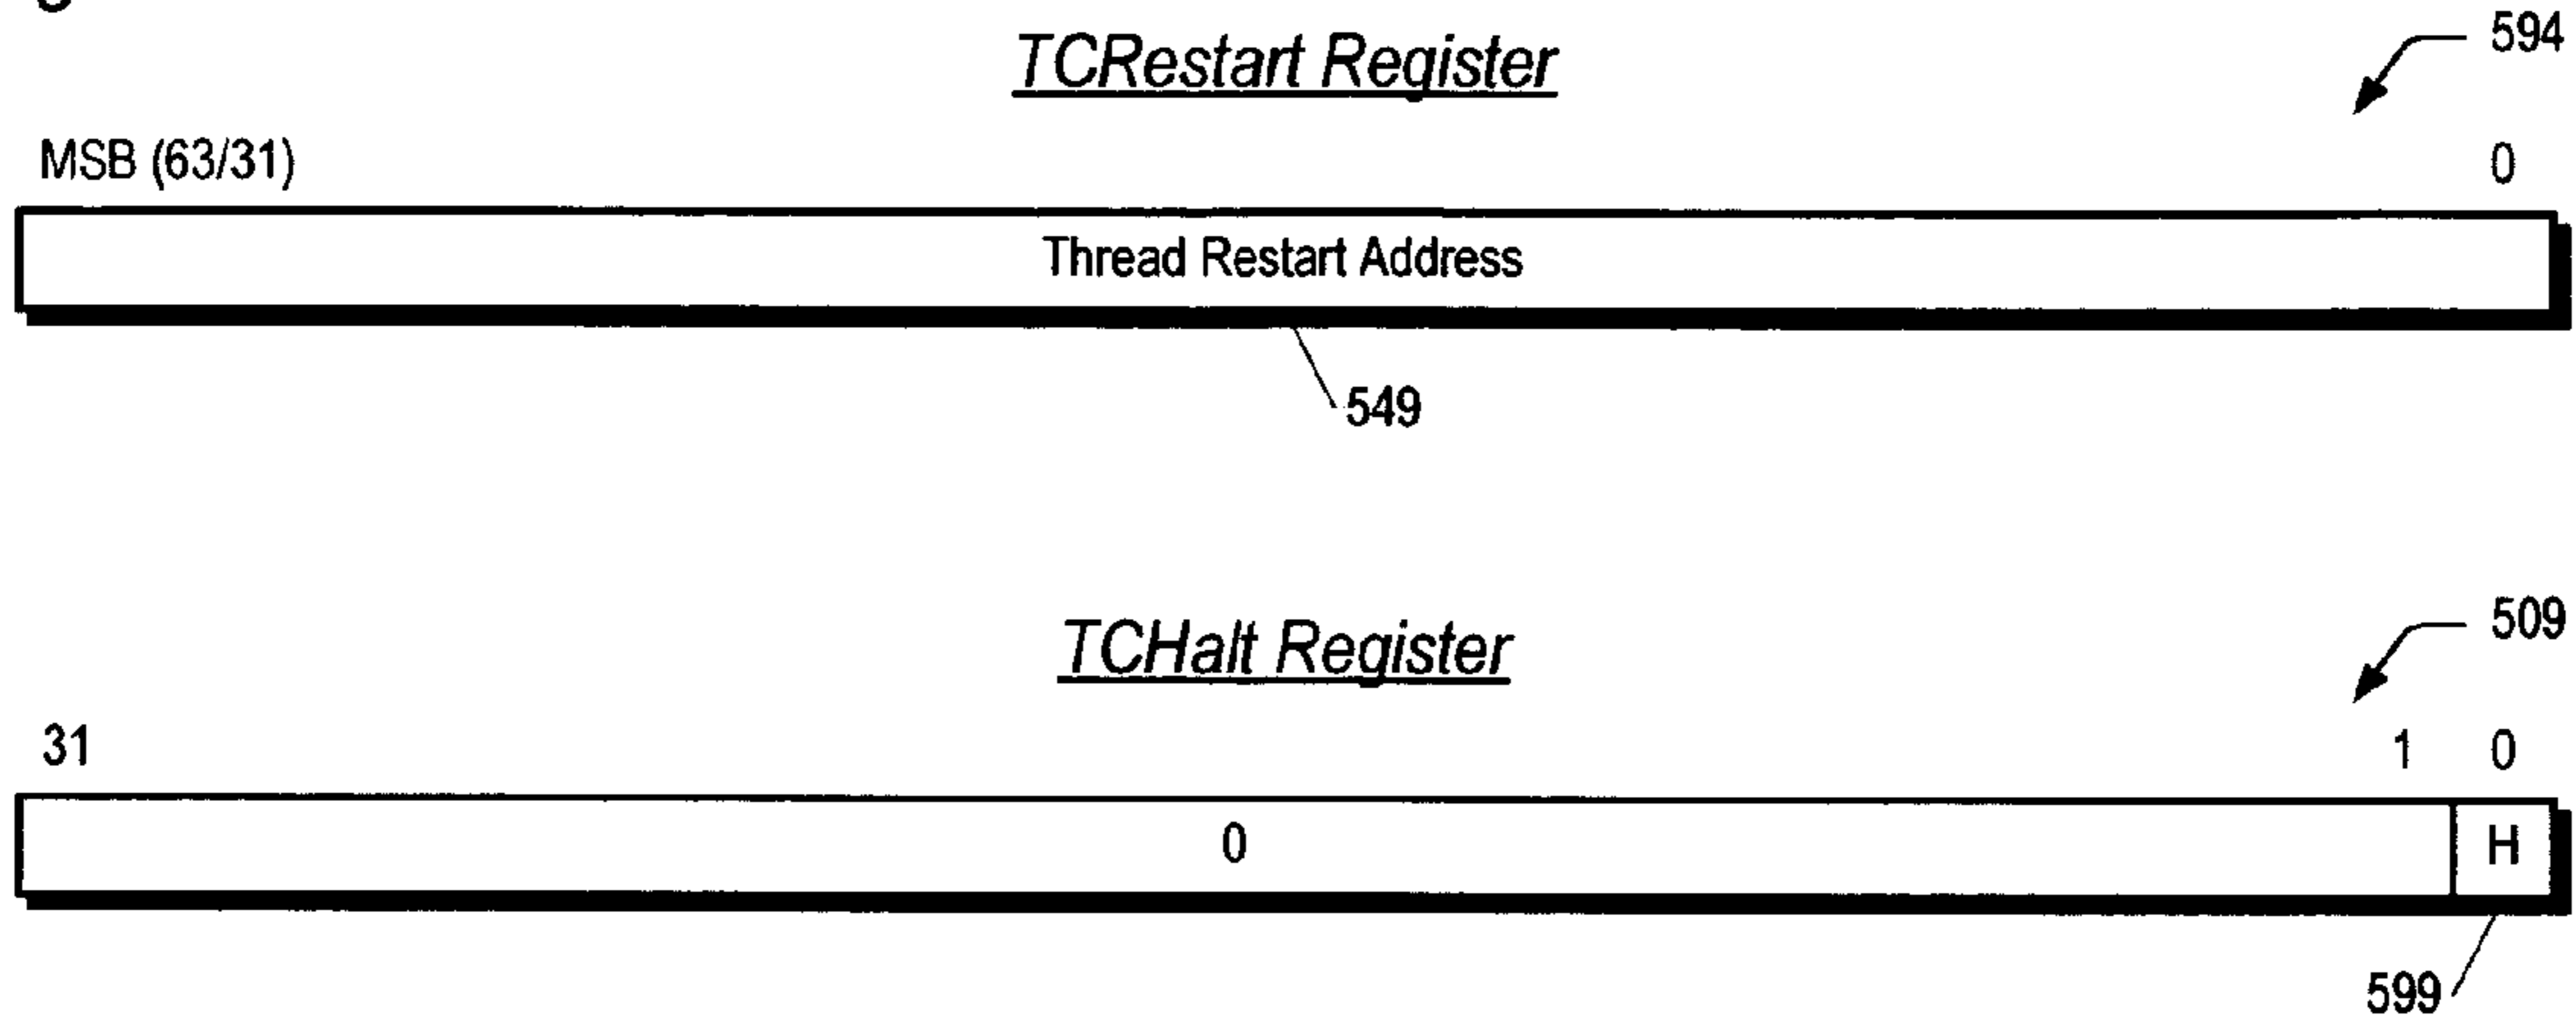 TCRestart Register
594
MSB (63/31) 0
Thread Restart Address
549
TCHalt Register
509
31 1 0
0 H
599